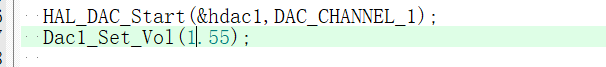 HAL_DAC_Start(&hdac1,DAC_CHANNEL_1);
Dac1_Set_Vol(1.55);